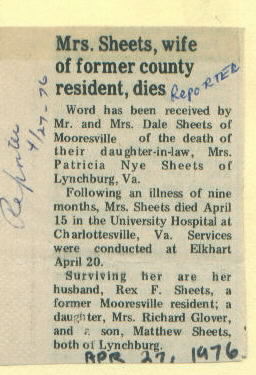 Mrs. Sheets, wife
of former county
resident, dies
Reporter
Reporter
4/27-76
Word has been received by
Mr. and Mrs. Dale Sheets of
Mooresville of the death of
their daughter-in-law, Mrs.
Patricia Nye Sheets of
Lynchburg, Va.
Following an illness of nine
months, Mrs. Sheets died April
15 in the University Hospital at
Charlottesville, Va. Services
were conducted at Elkhart
April 20.
Surviving her are her
husband, Rex F. Sheets, a
former Mooresville resident; a
daughter, Mrs. Richard Glover,
and a son, Matthew Sheets,
both of Lynchburg.
APR 27, 1976.